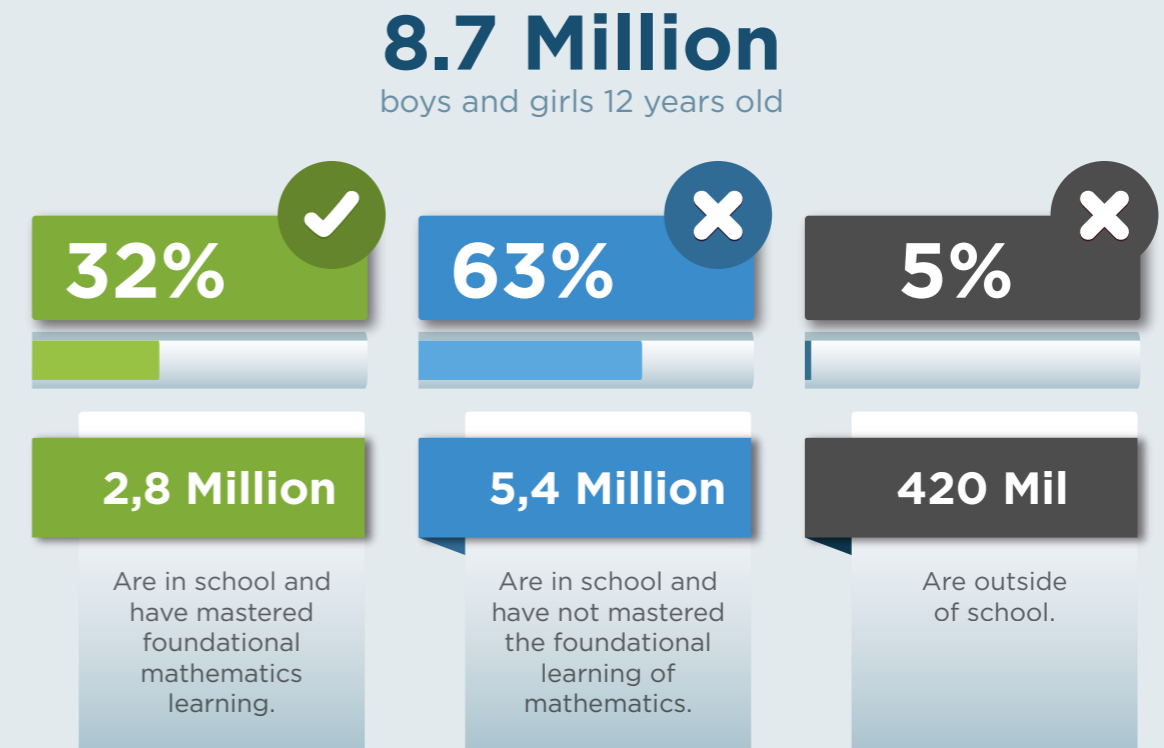 8.7 Million
boys and girls 12 years old
32%
63%
5%
2,8 Million
5,4 Million
420 Mil
Are in school and
have mastered
foundational
mathematics
learning.
Are in school and
have not mastered
the foundational
learning of
mathematics.
Are outside
of school.